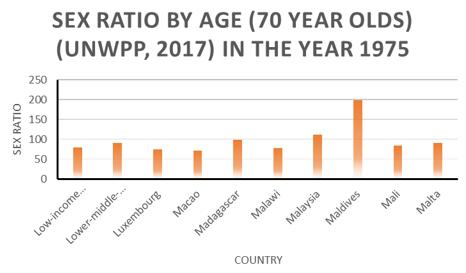 SEX RATIO BY AGE (70 YEAR OLDS)
(UNWPP, 2017) IN THE YEAR 1975
250
200
150
100
50
0
SEX RATIO
Low-income...
Lower-middle-...
Luxembourg
Macao
Madagascar
Malawi
Malaysia
Maldives
Mali
Malta
COUNTRY